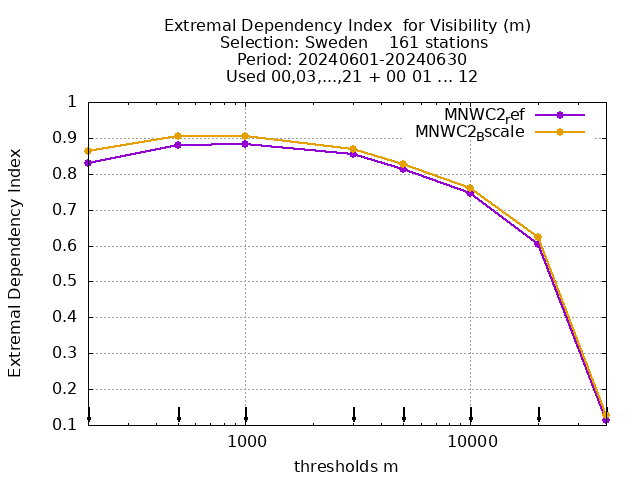 Extremal Dependency Index  for Visibility (m)
Selection: Sweden    161 stations
Period: 20240601-20240630
Used 00,03,...,21 + 00 01 ... 12
MNWC2ref
MNWC2Bscale
1
0.9
0.8
0.7
0.6
0.5
0.4
0.3
0.2
0.1
Extremal Dependency Index
1000 10000
thresholds m